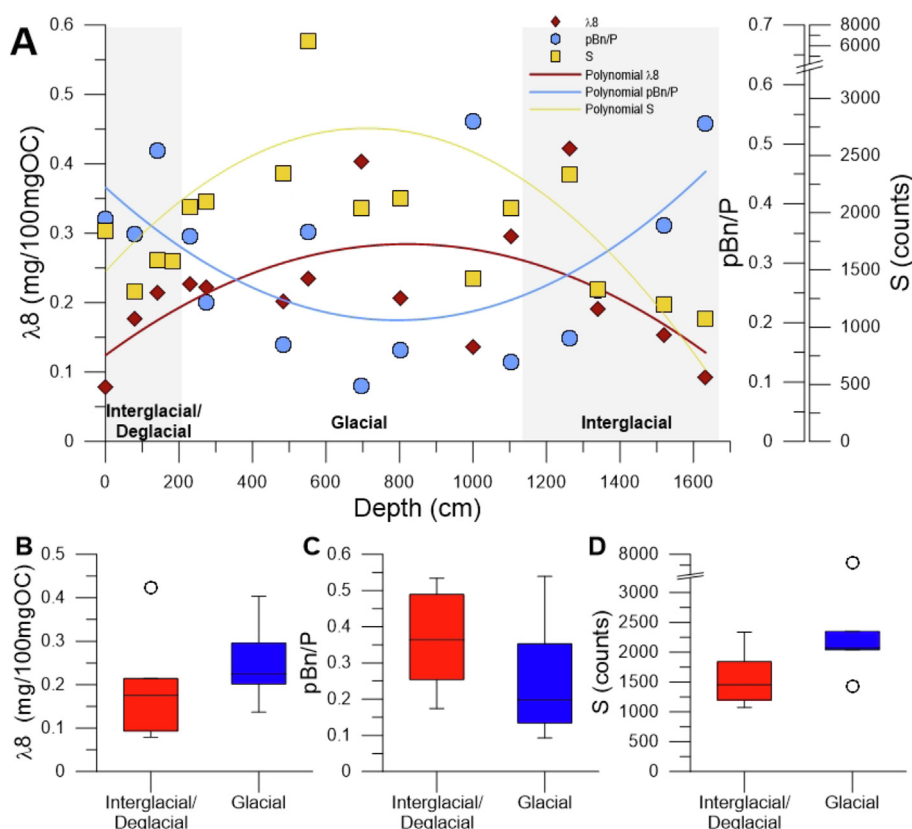 A
λ8
pBn/P
S
Polynomial λ8
Polynomial pBn/P
Polynomial S
0.6
0.5
0.4
0.3
0.2
0.1
0
λ8 (mg/100mgOC)
0.7
0.6
0.5
0.4
0.3
0.2
0.1
0
pBn/P
8000
6000
3000
2500
2000
1500
1000
500
0
S (counts)
Interglacial/
Deglacial
Glacial
Interglacial
0 200 400 600 800 1000 1200 1400 1600
Depth (cm)
B
0.5
0.4
0.3
0.2
0.1
0
λ8 (mg/100mgOC)
Interglacial/
Deglacial
Glacial
C
0.6
0.5
0.4
0.3
0.2
0.1
0
pBn/P
Interglacial/
Deglacial
Glacial
D
8000
3000
2500
2000
1500
1000
500
0
S (counts)
Interglacial/
Deglacial
Glacial